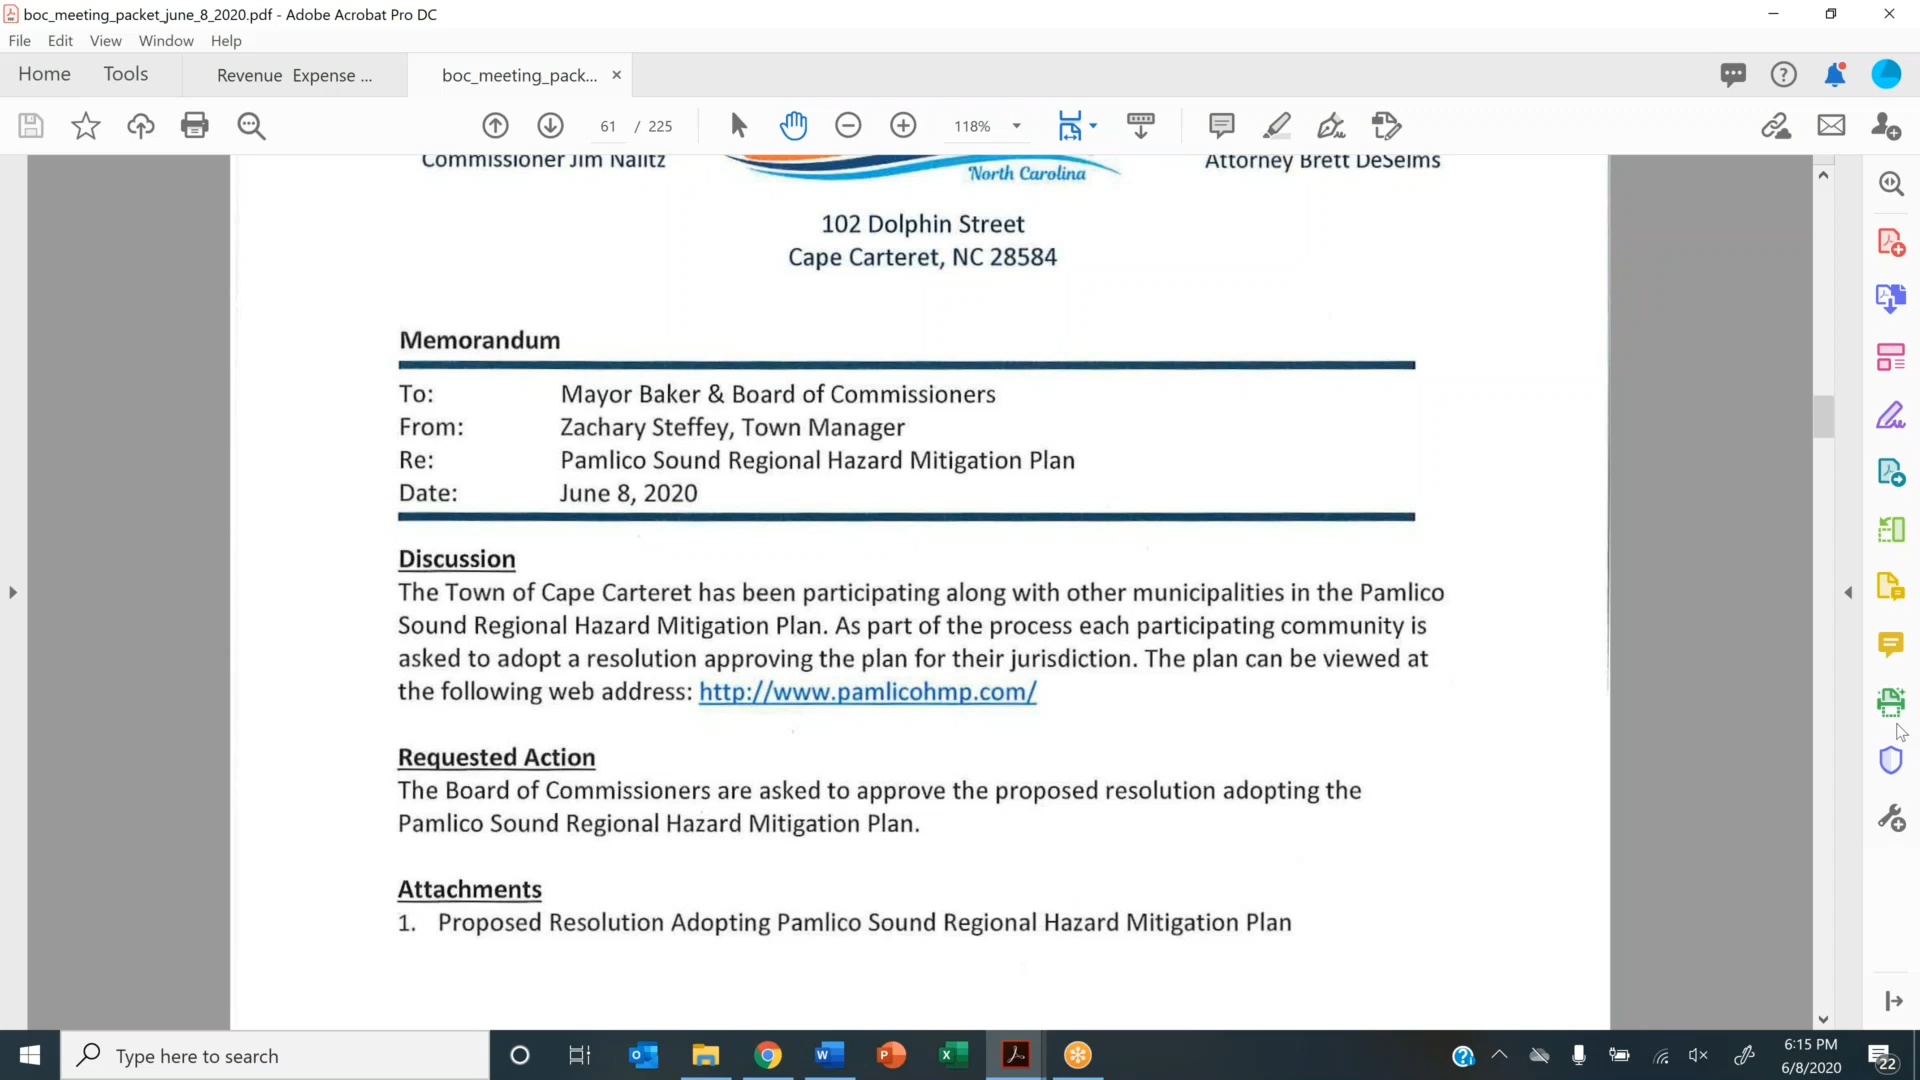 boc_meeting_packet_june_8_2020.pdf - Adobe Acrobat Pro DC
File Edit View Window Help
Home Tools Revenue Expense ... boc_meeting_pack... ×
61 / 225 118%
Commissioner Jim Nalitz North Carolina Attorney Brett DeSelms
102 Dolphin Street
Cape Carteret, NC 28584
Memorandum
To: Mayor Baker & Board of Commissioners
From: Zachary Steffey, Town Manager
Re: Pamlico Sound Regional Hazard Mitigation Plan
Date: June 8, 2020
Discussion
The Town of Cape Carteret has been participating along with other municipalities in the Pamlico
Sound Regional Hazard Mitigation Plan. As part of the process each participating community is
asked to adopt a resolution approving the plan for their jurisdiction. The plan can be viewed at
the following web address: http://www.pamlicohmp.com/
Requested Action
The Board of Commissioners are asked to approve the proposed resolution adopting the
Pamlico Sound Regional Hazard Mitigation Plan.
Attachments
1. Proposed Resolution Adopting Pamlico Sound Regional Hazard Mitigation Plan
Type here to search
6:15 PM
6/8/2020
22